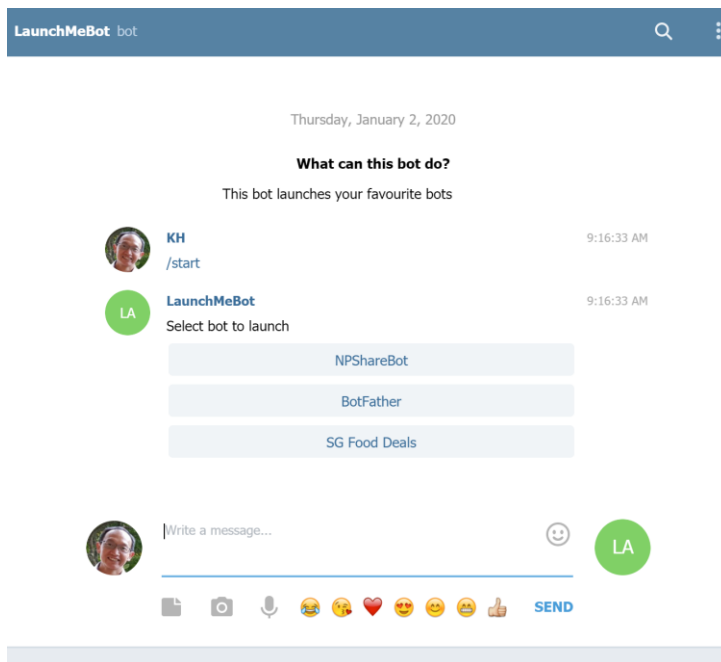 LaunchMeBot bot
Thursday, January 2, 2020
What can this bot do?
This bot launches your favourite bots
KH 9:16:33 AM
/start
LA
LaunchMeBot 9:16:33 AM
Select bot to launch
NPShareBot
BotFather
SG Food Deals
Write a message...
LA
SEND